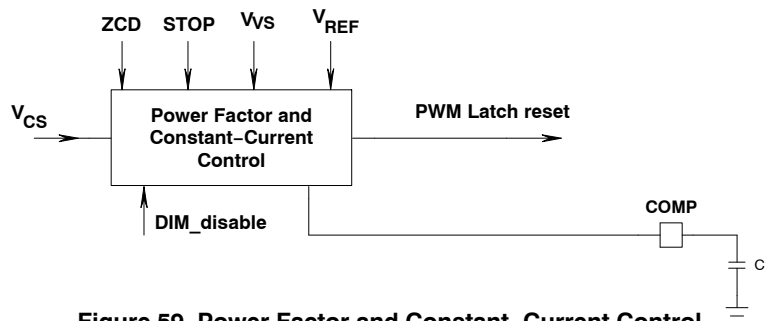 ZCD STOP VVS VREF
VCS
Power Factor and
Constant−Current
Control
PWM Latch reset
DIM_disable
COMP
C
Figure 59. Power Factor and Constant−Current Control